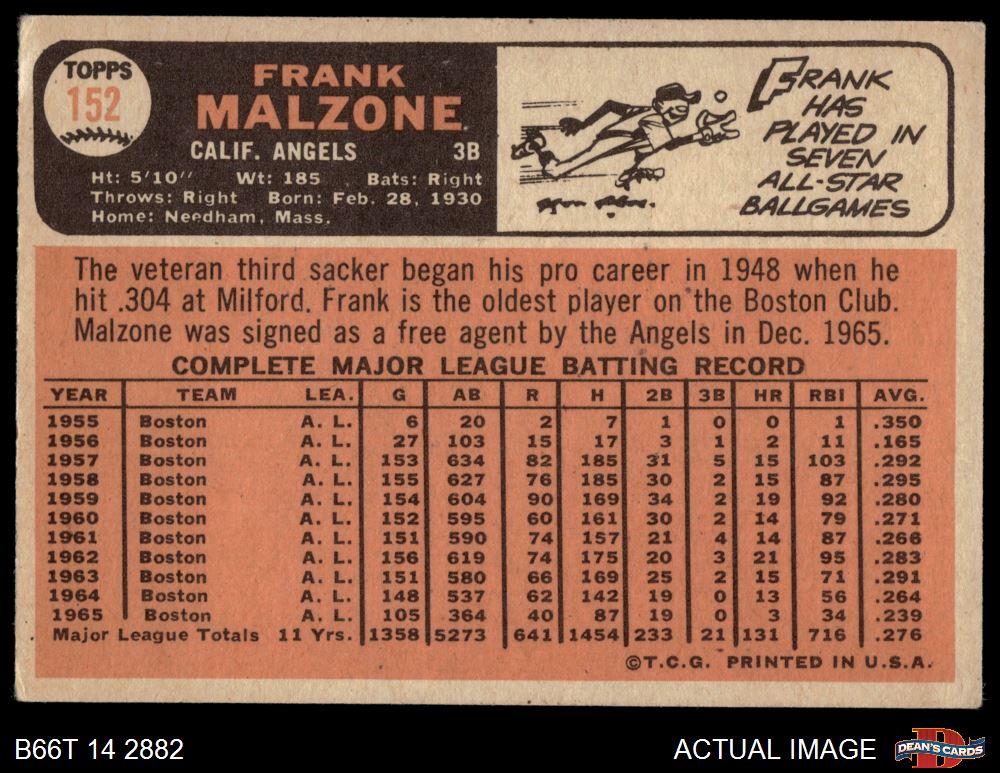 TOPPS
152
FRANK
MALZONE
CALIF. ANGELS 3B
Ht: 5'10" Wt: 185 Bats: Right
Throws: Right Born: Feb. 28, 1930
Home: Needham, Mass.
FRANK
HAS
PLAYED IN
SEVEN
ALL-STAR
BALLGAMES
The veteran third sacker began his pro career in 1948 when he
hit .304 at Milford. Frank is the oldest player on the Boston Club.
Malzone was signed as a free agent by the Angels in Dec. 1965.
COMPLETE MAJOR LEAGUE BATTING RECORD
YEAR TEAM LEA. G AB R H 2B 3B HR RBI AVG.
1955 Boston A. L. 6 20 2 7 1 0 0 1 .350
1956 Boston A. L. 27 103 15 17 3 1 2 11 .165
1957 Boston A. L. 153 634 82 185 31 5 15 103 .292
1958 Boston A. L. 155 627 76 185 30 2 15 87 .295
1959 Boston A. L. 154 604 90 169 34 2 19 92 .280
1960 Boston A. L. 152 595 60 161 30 2 14 79 .271
1961 Boston A. L. 151 590 74 157 21 4 14 87 .266
1962 Boston A. L. 156 619 74 175 20 3 21 95 .283
1963 Boston A. L. 151 580 66 169 25 2 15 71 .291
1964 Boston A. L. 148 537 62 142 19 0 13 56 .264
1965 Boston A. L. 105 364 40 87 19 0 3 34 .239
Major League Totals 11 Yrs. 1358 5273 641 1454 233 21 131 716 .276
©T.C.G. PRINTED IN U.S.A.
B66T 14 2882
ACTUAL IMAGE
DEAN'S CARDS